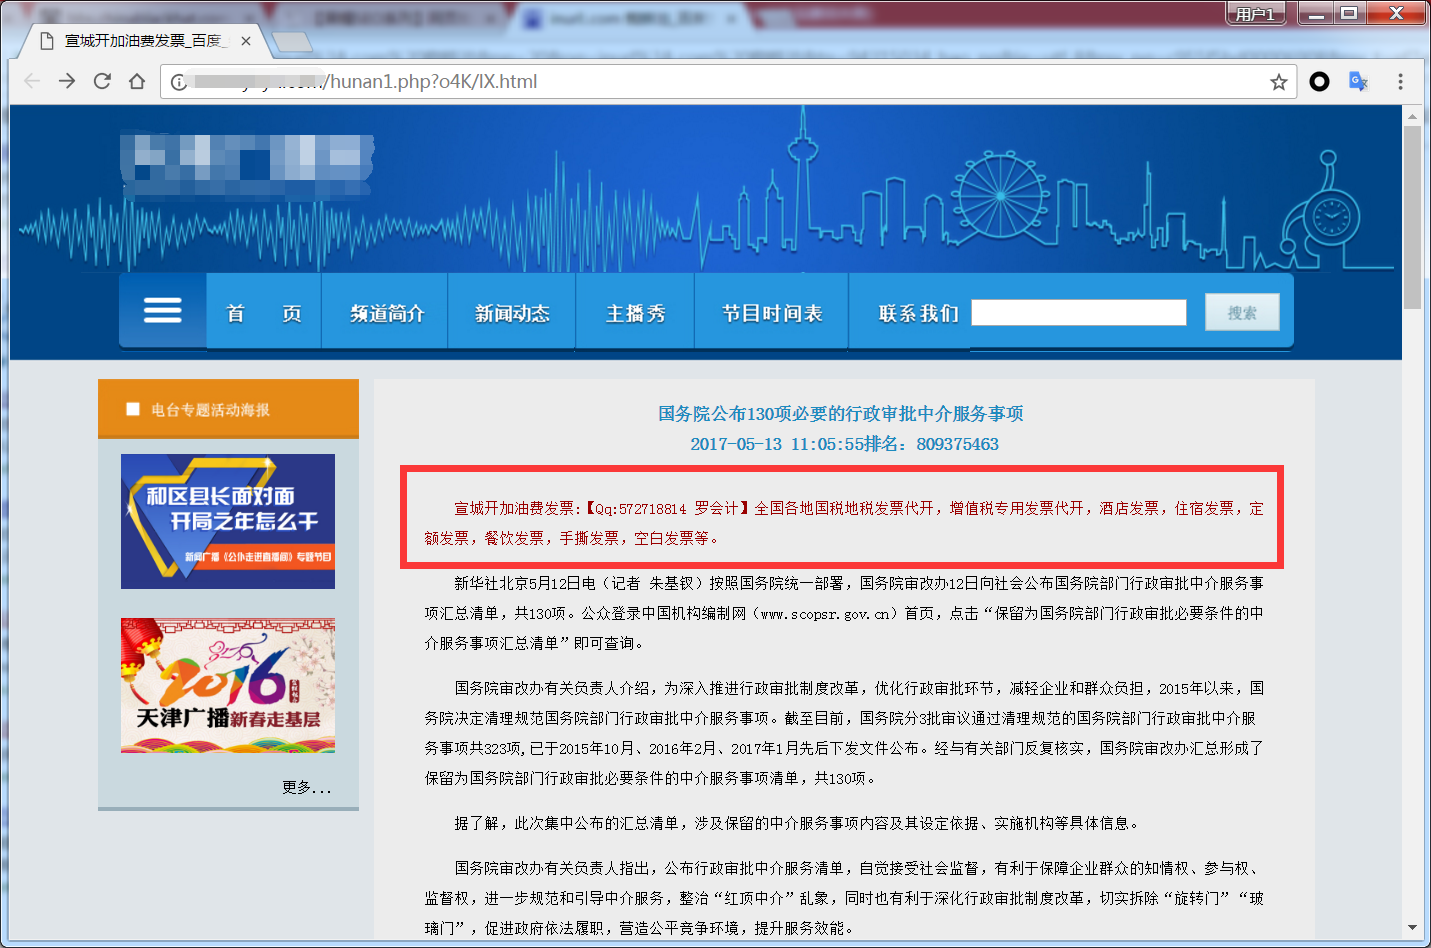 用户1
宣城开加油费发票_百度_
/hunan1.php?o4K/IX.html
首 页
频道简介
新闻动态
主播秀
节目时间表
联系我们
搜索
电台专题活动海报
和区县长面对面
开局之年怎么干
新闻广播《公仆走进直播间》专题节目
2016
天津广播新春走基层
更多...
国务院公布130项必要的行政审批中介服务事项
2017-05-13 11:05:55排名: 809375463
宣城开加油费发票:【Qq:572718814 罗会计】全国各地国税地税发票代开，增值税专用发票代开，酒店发票，住宿发票，定
额发票，餐饮发票，手撕发票，空白发票等。
新华社北京5月12日电（记者 朱基钗）按照国务院统一部署，国务院审改办12日向社会公布国务院部门行政审批中介服务事
项汇总清单，共130项。公众登录中国机构编制网（www.scopsr.gov.cn）首页，点击“保留为国务院部门行政审批必要条件的中
介服务事项汇总清单”即可查询。
国务院审改办有关负责人介绍，为深入推进行政审批制度改革，优化行政审批环节，减轻企业和群众负担，2015年以来，国
务院决定清理规范国务院部门行政审批中介服务事项。截至目前，国务院分3批审议通过清理规范的国务院部门行政审批中介服
务事项共323项,已于2015年10月、2016年2月、2017年1月先后下发文件公布。经与有关部门反复核实，国务院审改办汇总形成了
保留为国务院部门行政审批必要条件的中介服务事项清单，共130项。
据了解，此次集中公布的汇总清单，涉及保留的中介服务事项内容及其设定依据、实施机构等具体信息。
国务院审改办有关负责人指出，公布行政审批中介服务清单，自觉接受社会监督，有利于保障企业群众的知情权、参与权、
监督权，进一步规范和引导中介服务，整治“红顶中介”乱象，同时也有利于深化行政审批制度改革，切实拆除“旋转门”“玻
璃门”，促进政府依法履职，营造公平竞争环境，提升服务效能。